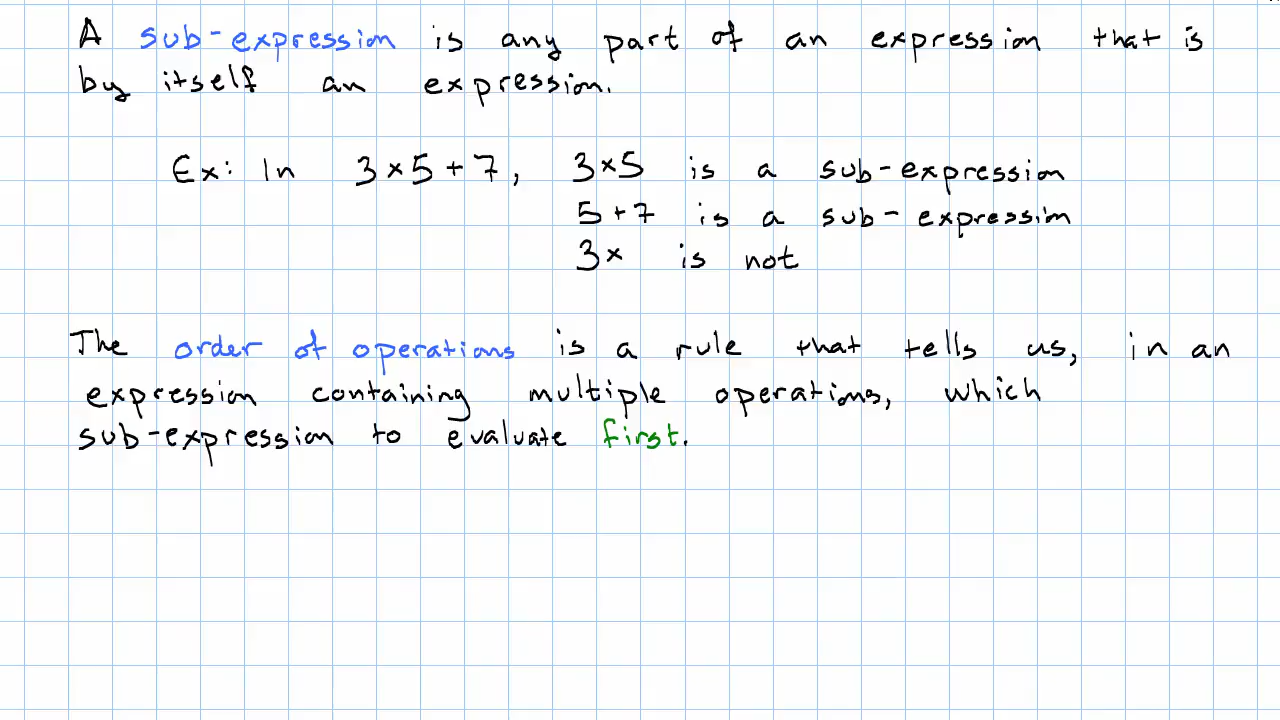 A sub-expression is any part of an expression that is
by itself an expression.
Ex: In 3×5+7, 3×5 is a sub-expression
5+7 is a sub-expression
3× is not
The order of operations is a rule that tells us, in an
expression containing multiple operations, which
sub-expression to evaluate first.